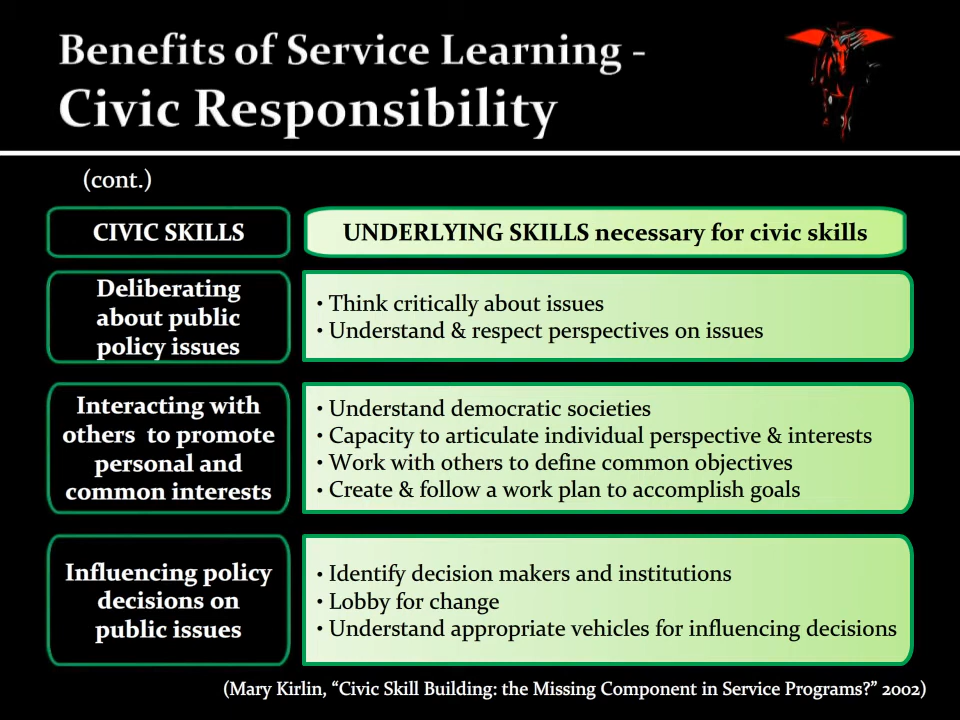 Benefits of Service Learning -
Civic Responsibility
(cont.)
CIVIC SKILLS
UNDERLYING SKILLS necessary for civic skills
Deliberating
about public
policy issues
• Think critically about issues
• Understand & respect perspectives on issues
Interacting with
others to promote
personal and
common interests
• Understand democratic societies
• Capacity to articulate individual perspective & interests
• Work with others to define common objectives
• Create & follow a work plan to accomplish goals
Influencing policy
decisions on
public issues
• Identify decision makers and institutions
• Lobby for change
• Understand appropriate vehicles for influencing decisions
(Mary Kirlin, “Civic Skill Building: the Missing Component in Service Programs?” 2002)